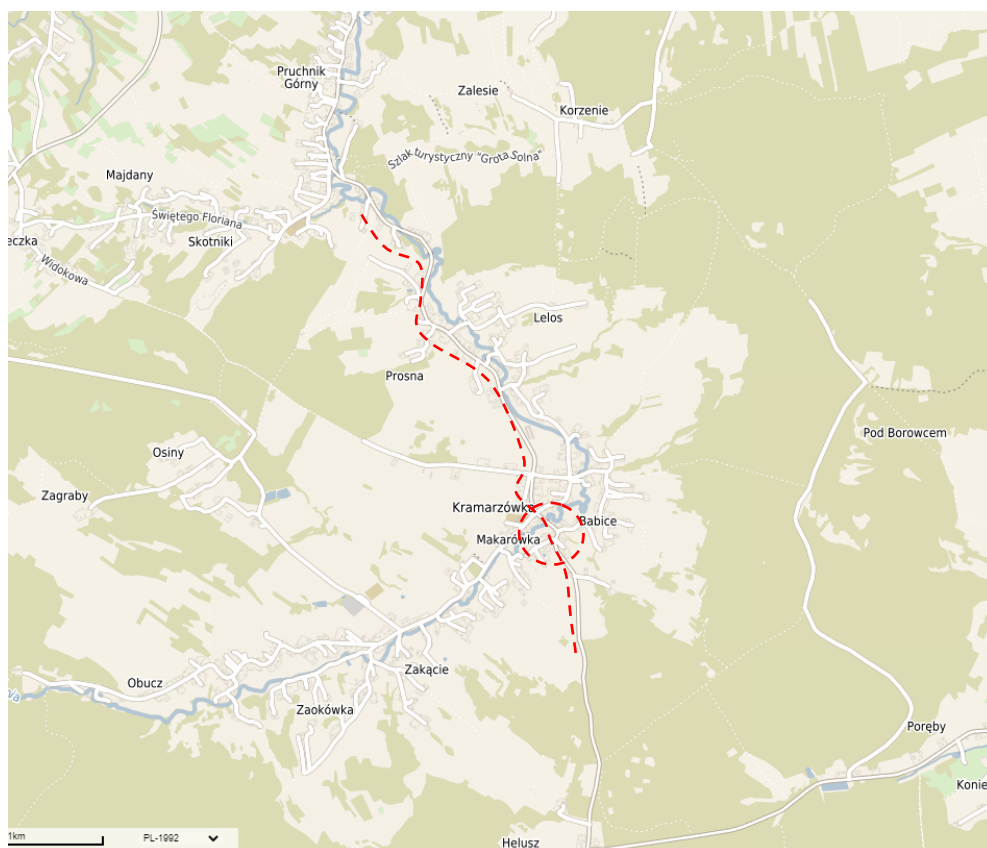 Pruchnik
Górny
Zalesie
Korzenie
Szlak turystyczny "Grota Solna"
Majdany
Świętego Floriana
eczka
Skotniki
Widokowa
Lelos
Prosna
Pod Borowcem
Osiny
Zagraby
Kramarzówka
Babice
Makarówka
Zakącie
Obucz
Zaokówka
Poręby
Konie
1km
PL-1992
Helusz